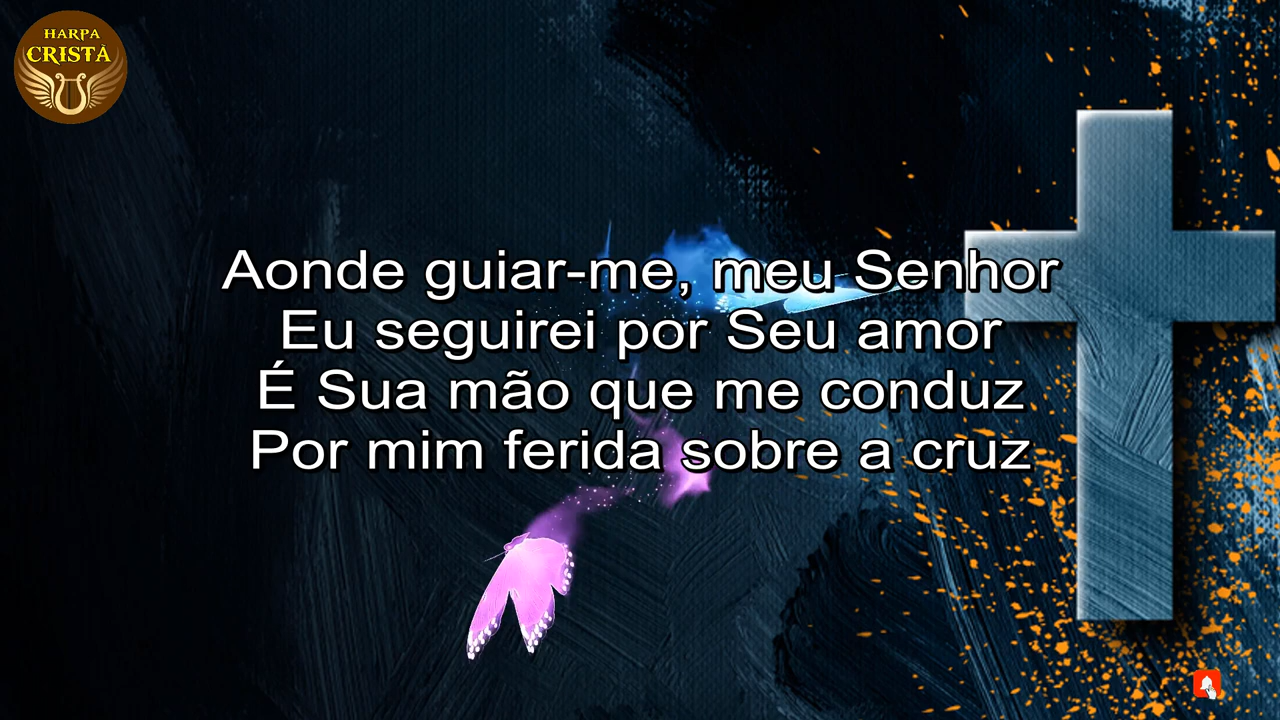 HARPA
CRISTÃ
Aonde guiar-me, meu Senhor
Eu seguirei por Seu amor
É Sua mão que me conduz
Por mim ferida sobre a cruz